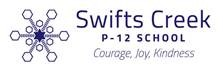 Swifts Creek
P-12 SCHOOL
Courage, Joy, Kindness